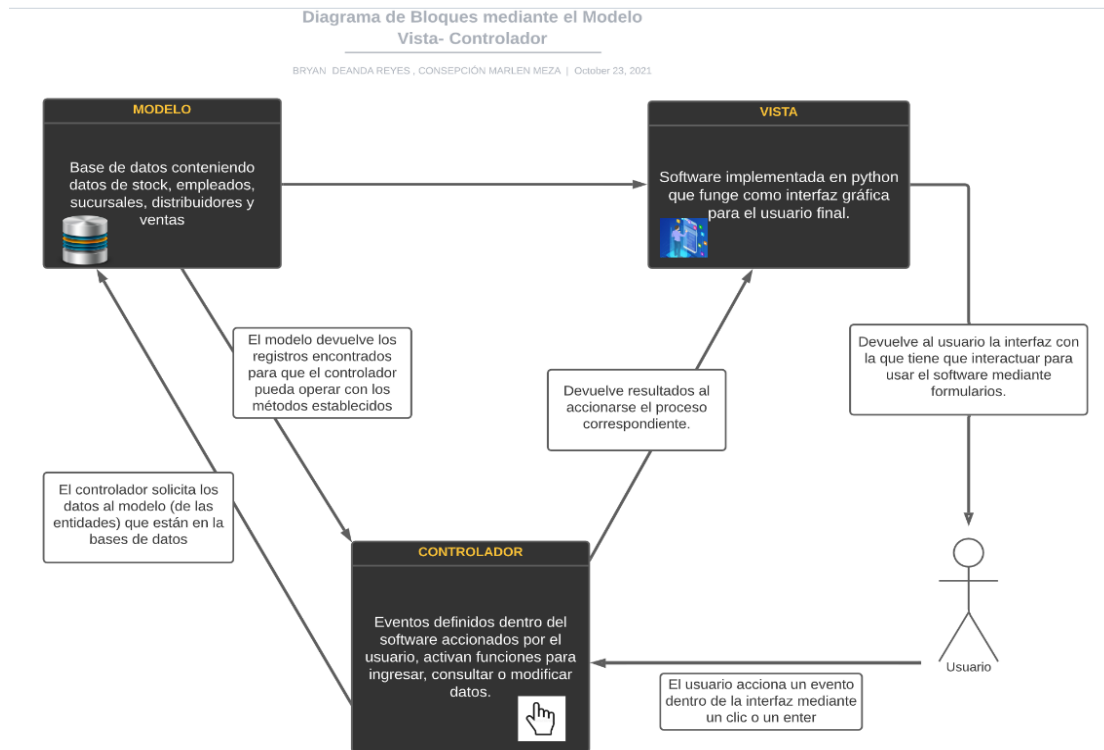 Diagrama de Bloques mediante el Modelo
Vista- Controlador
BRYAN DEANDA REYES , CONSEPCIÓN MARLEN MEZA | October 23, 2021
MODELO
Base de datos conteniendo
datos de stock, empleados,
sucursales, distribuidores y
ventas
VISTA
Software implementada en python
que funge como interfaz gráfica
para el usuario final.
El modelo devuelve los
registros encontrados
para que el controlador
pueda operar con los
métodos establecidos
Devuelve resultados al
accionarse el proceso
correspondiente.
Devuelve al usuario la interfaz con
la que tiene que interactuar para
usar el software mediante
formularios.
El controlador solicita los
datos al modelo (de las
entidades) que están en la
bases de datos
CONTROLADOR
Eventos definidos dentro del
software accionados por el
usuario, activan funciones para
ingresar, consultar o modificar
datos.
Usuario
El usuario acciona un evento
dentro de la interfaz mediante
un clic o un enter